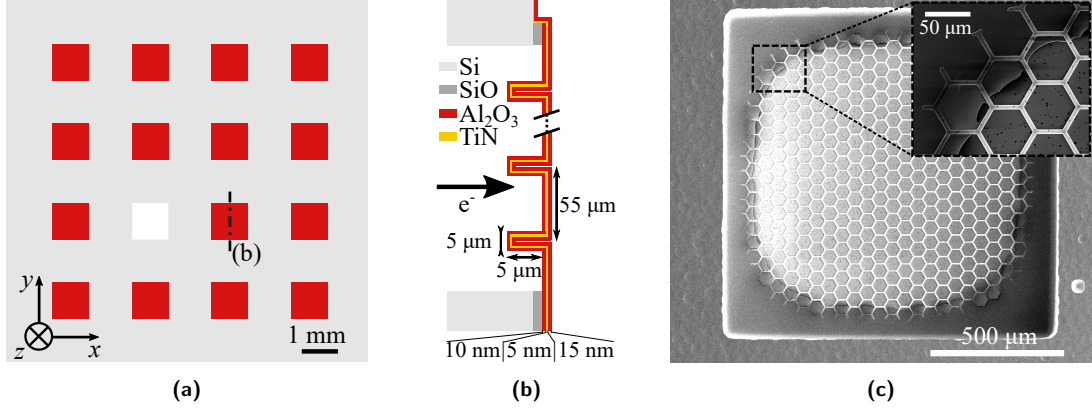 y
x
z
1 mm
(b)
(a)
Si
SiO
Al₂O₃
TiN
e⁻
55 μm
5 μm
5 μm
10 nm 5 nm 15 nm
(b)
50 μm
500 μm
(c)